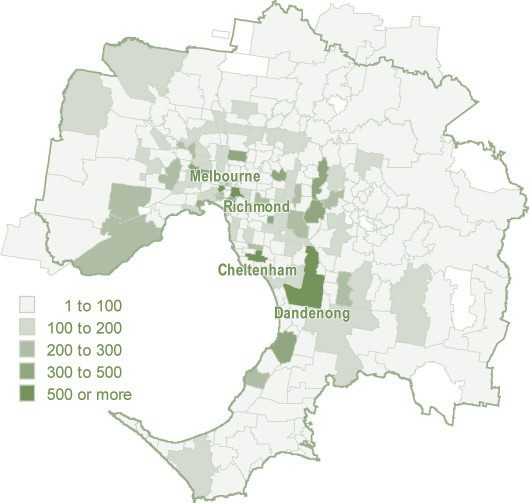 Melbourne
Richmond
Cheltenham
Dandenong
1 to 100
100 to 200
200 to 300
300 to 500
500 or more